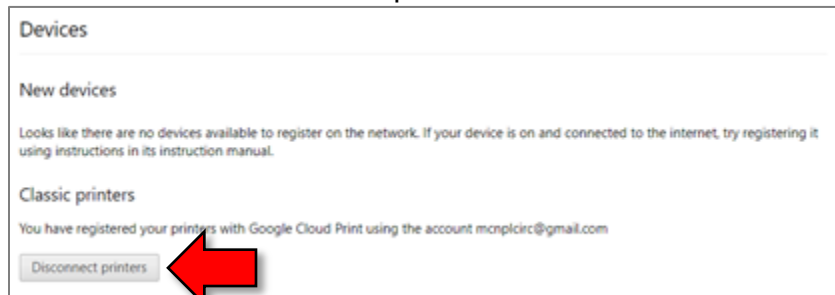 Devices
New devices
Looks like there are no devices available to register on the network. If your device is on and connected to the internet, try registering it
using instructions in its instruction manual.
Classic printers
You have registered your printers with Google Cloud Print using the account mcnplcirc@gmail.com
Disconnect printers